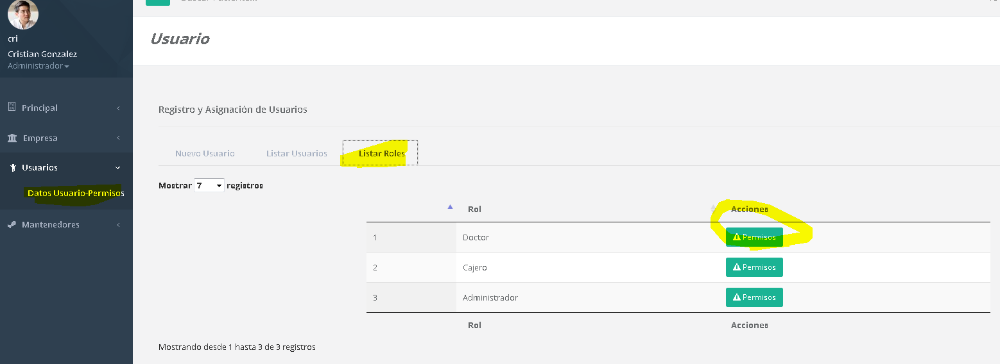 cri
Cristian Gonzalez
Administrador
Principal
Empresa
Usuarios
Datos Usuario-Permisos
Mantenedores
Usuario
Registro y Asignación de Usuarios
Nuevo Usuario Listar Usuarios Listar Roles
Mostrar 7 registros
Rol Acciones
1 Doctor Permisos
2 Cajero Permisos
3 Administrador Permisos
Rol Acciones
Mostrando desde 1 hasta 3 de 3 registros